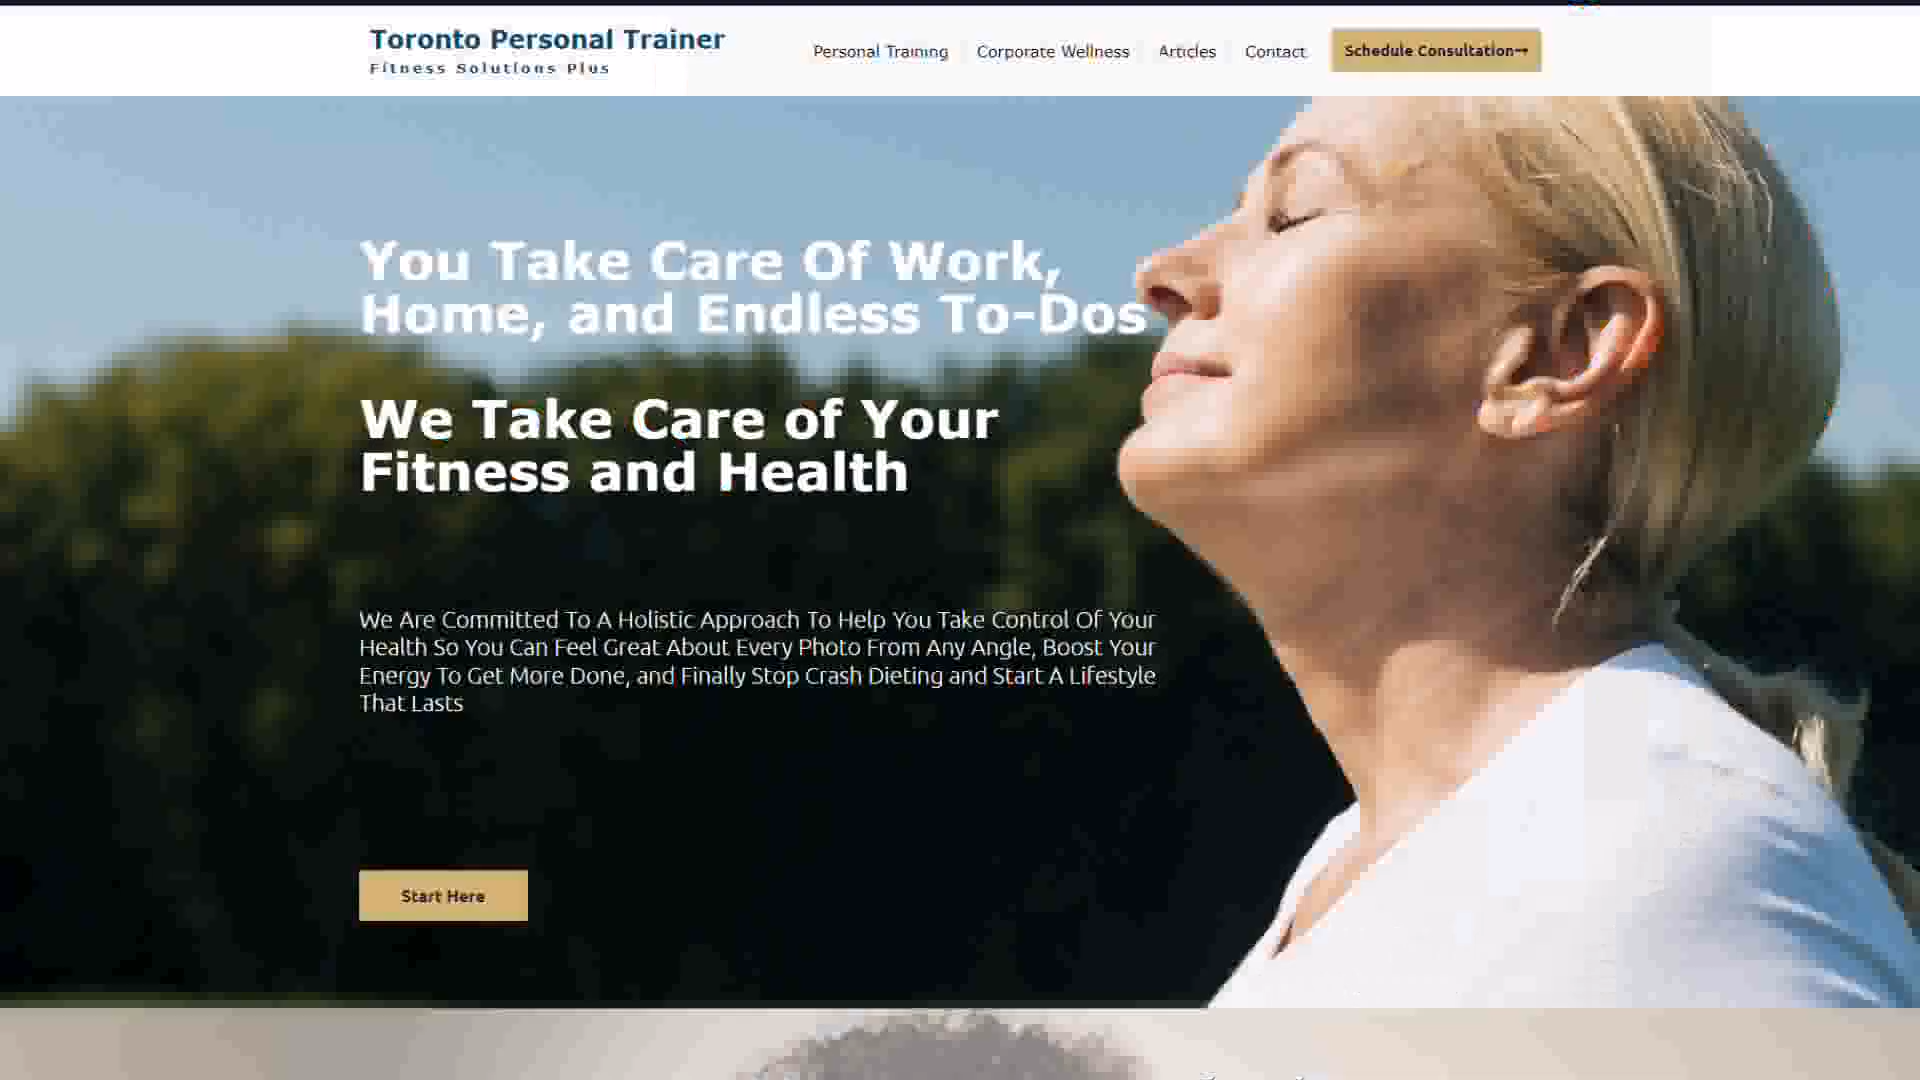 Toronto Personal Trainer
Fitness Solutions Plus
Personal Training
Corporate Wellness
Articles
Contact
Schedule Consultation→
You Take Care Of Work,
Home, and Endless To-Dos
We Take Care of Your
Fitness and Health
We Are Committed To A Holistic Approach To Help You Take Control Of Your
Health So You Can Feel Great About Every Photo From Any Angle, Boost Your
Energy To Get More Done, and Finally Stop Crash Dieting and Start A Lifestyle
That Lasts
Start Here